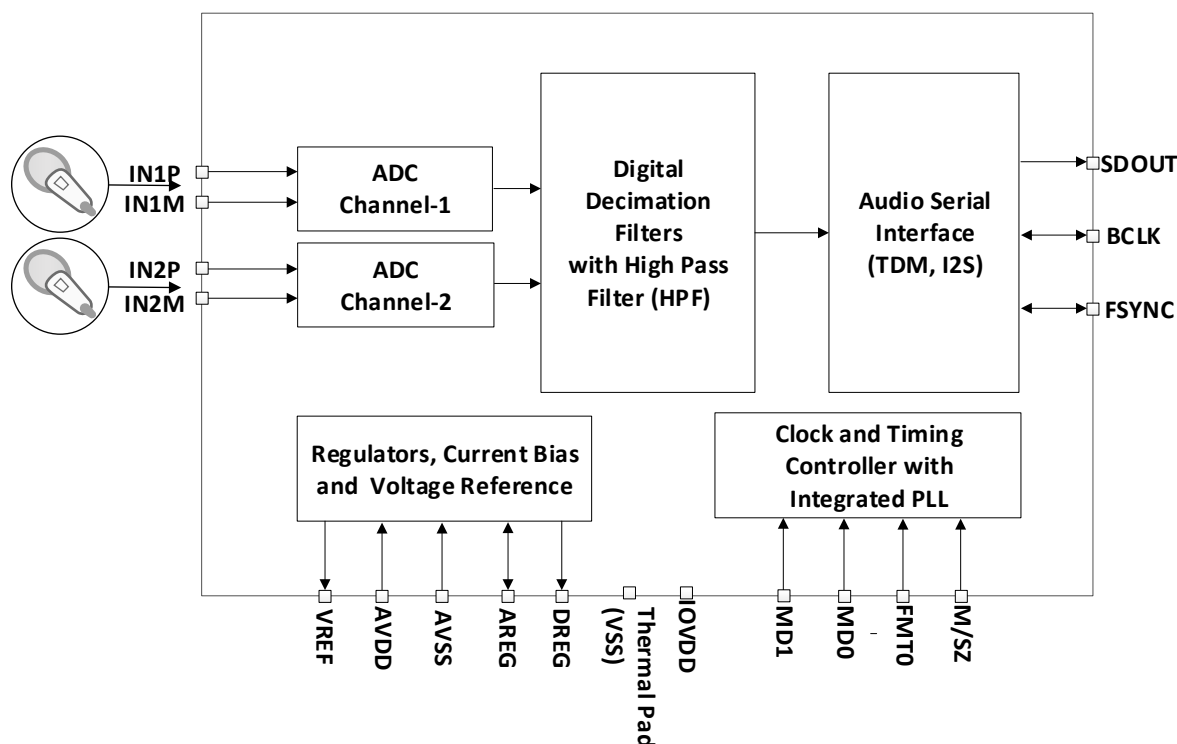 IN1P
IN1M
IN2P
IN2M
ADC
Channel-1
ADC
Channel-2
Digital
Decimation
Filters
with High Pass
Filter (HPF)
Audio Serial
Interface
(TDM, I2S)
SDOUT
BCLK
FSYNC
Regulators, Current Bias
and Voltage Reference
Clock and Timing
Controller with
Integrated PLL
VREF
AVDD
AVSS
AREG
DREG
Thermal Pad
(VSS)
IOVDD
MD1
MD0
FMT0
M/SZ